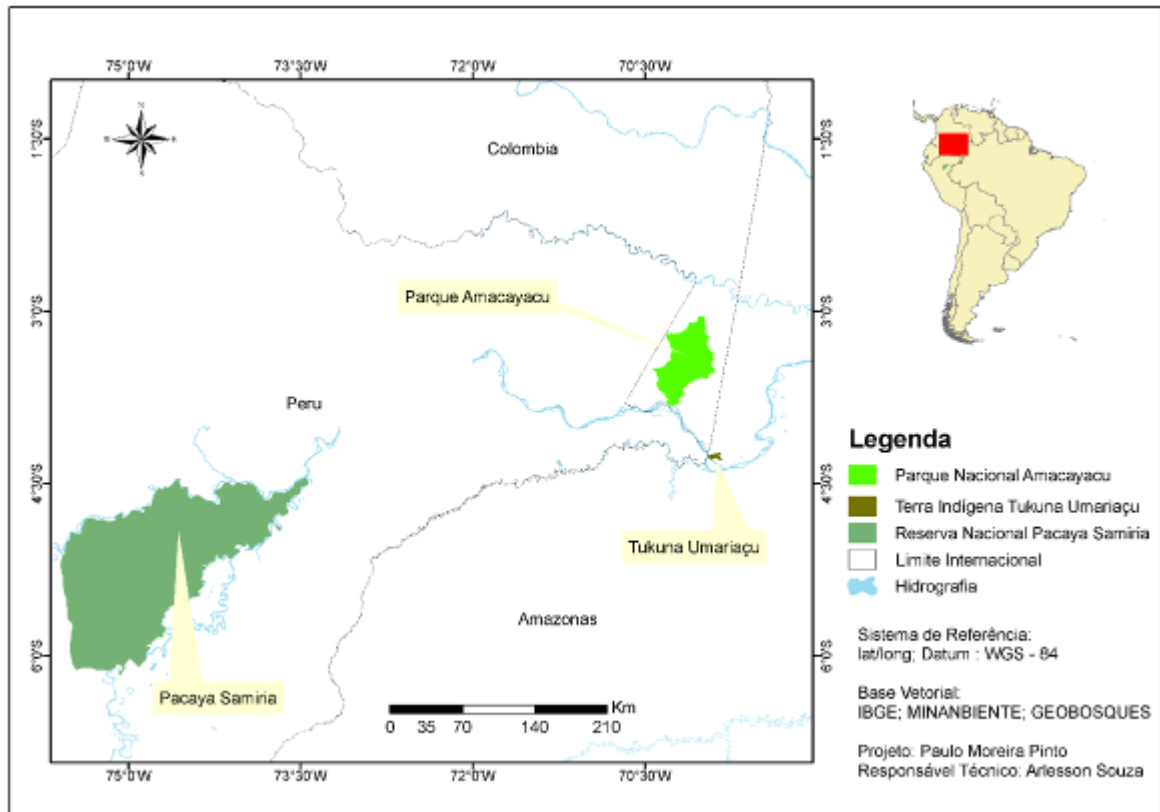 75°0'W 73°30'W 72°0'W 70°30'W
1°30'S 1°30'S
Colombia
Parque Amacayacu
3°0'S 3°0'S
Peru
4°30'S 4°30'S
Tukuna Umariaçu
Amazonas
6°0'S 6°0'S
Pacaya Samiria
Km
0 35 70 140 210
75°0'W 73°30'W 72°0'W 70°30'W
Legenda
Parque Nacional Amacayacu
Terra Indígena Tukuna Umariaçu
Reserva Nacional Pacaya Samiria
Limite Internacional
Hidrografia
Sistema de Referência:
lat/long; Datum : WGS - 84
Base Vetorial:
IBGE; MINANBIENTE; GEOBOSQUES
Projeto: Paulo Moreira Pinto
Responsável Técnico: Arlesson Souza